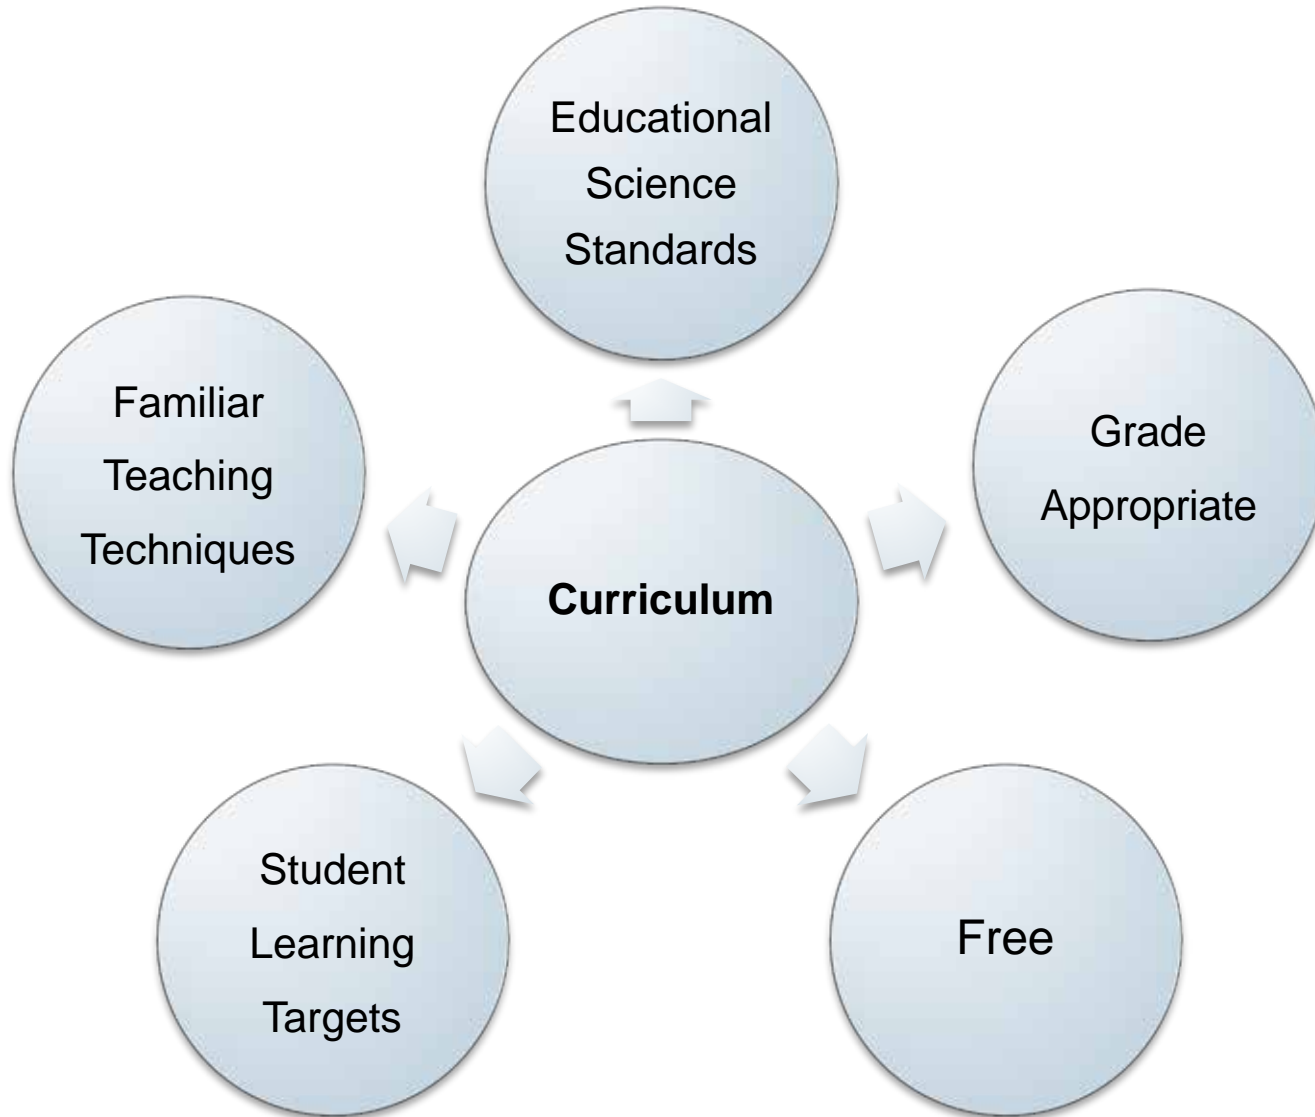 Educational
Science
Standards
Familiar
Teaching
Techniques
Grade
Appropriate
Curriculum
Student
Learning
Targets
Free